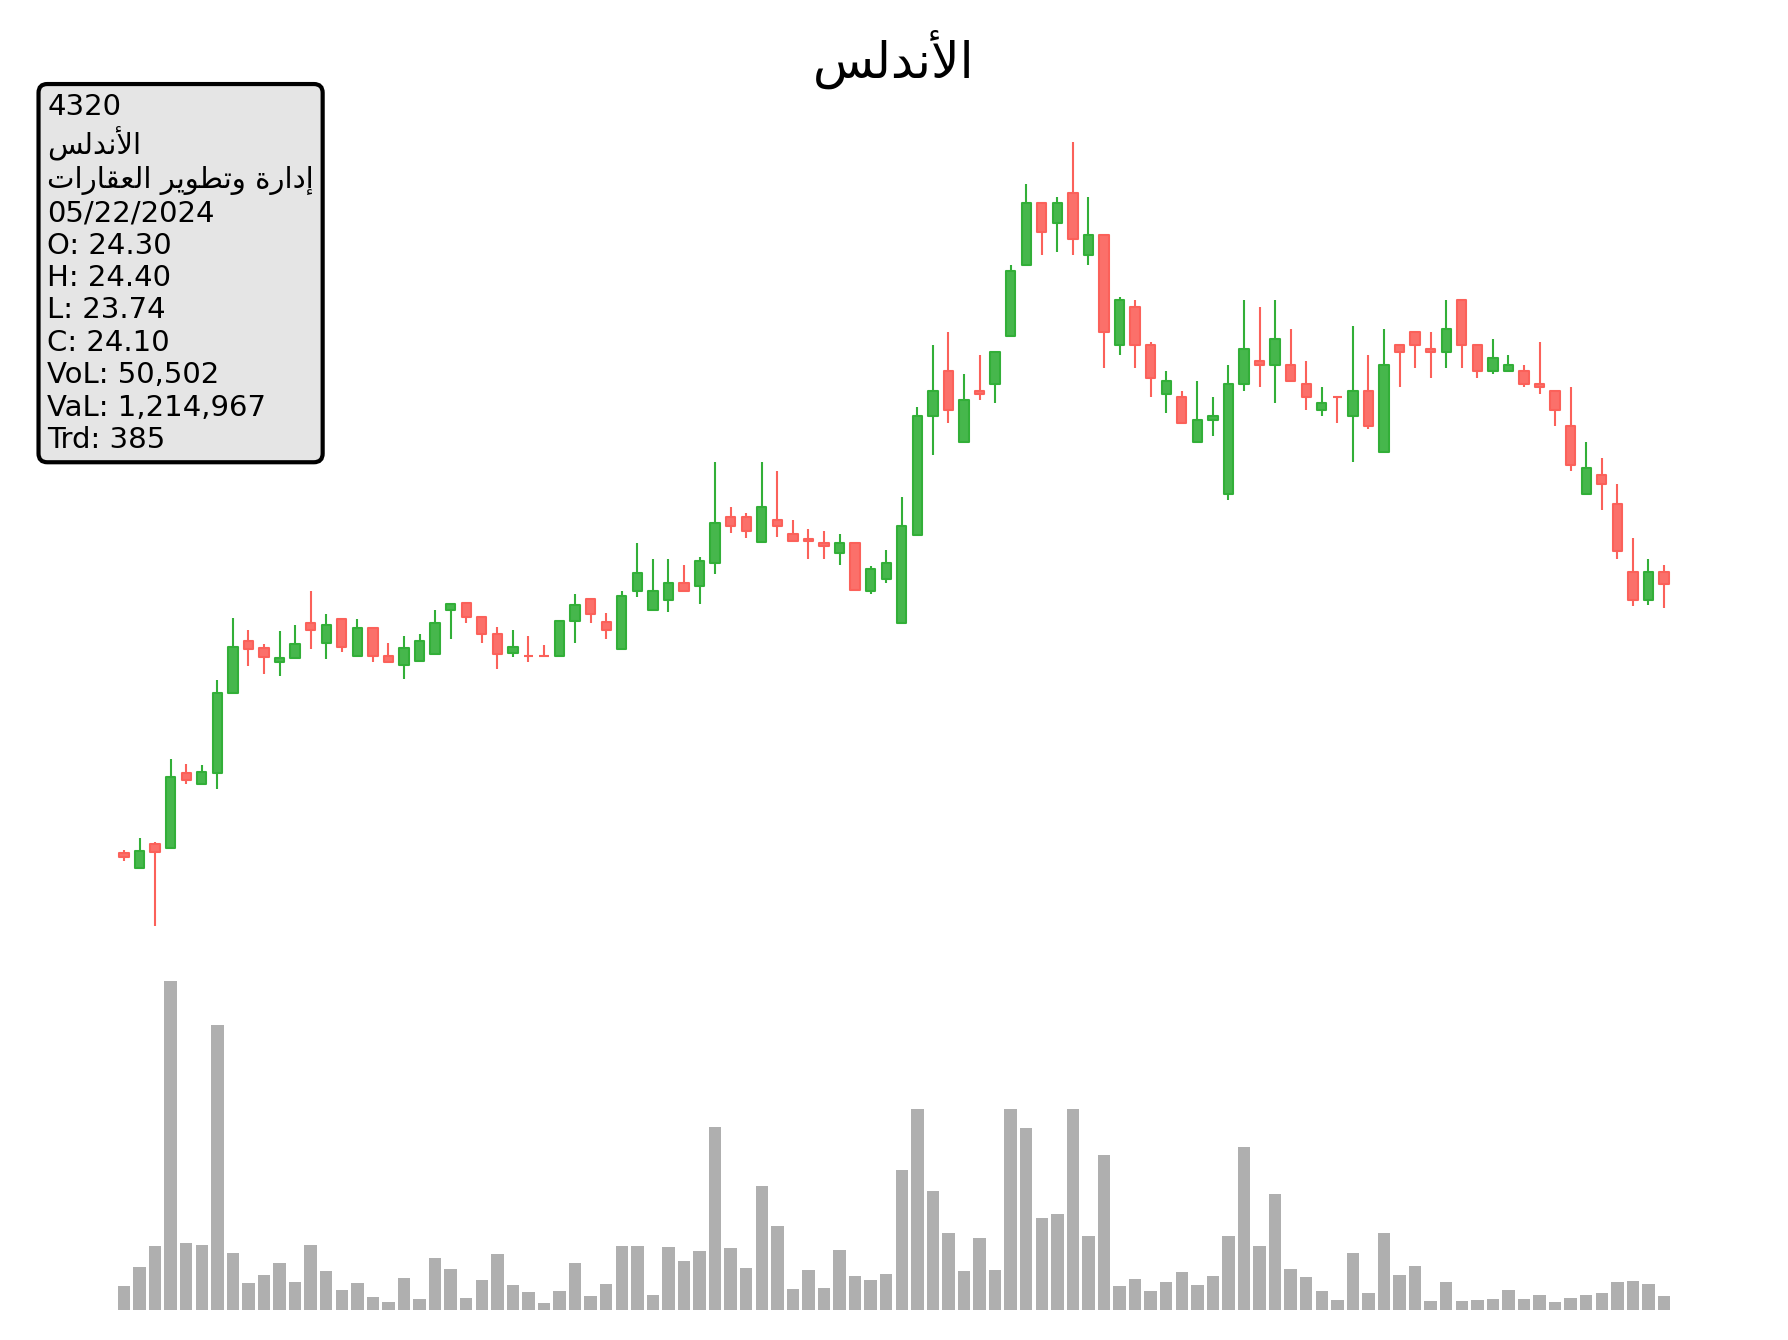 الأندلس
4320
الأندلس
إدارة وتطوير العقارات
05/22/2024
O: 24.30
H: 24.40
L: 23.74
C: 24.10
VoL: 50,502
VaL: 1,214,967
Trd: 385